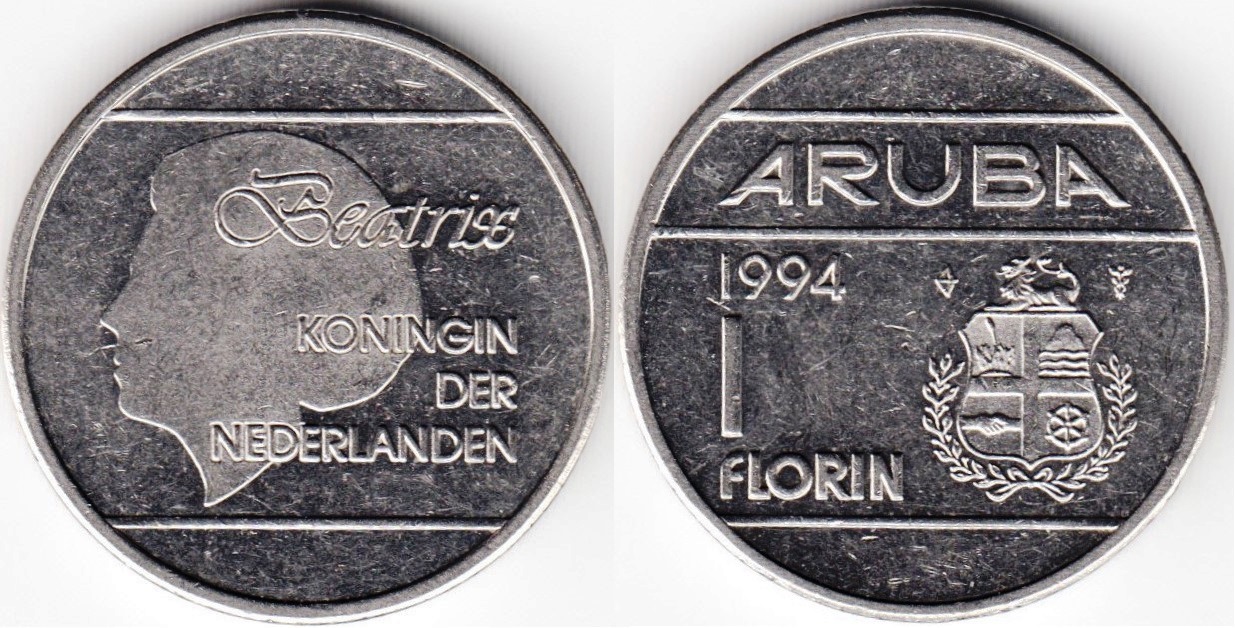 Beatrix
KONINGIN
DER
NEDERLANDEN
ARUBA
1994
1
FLORIN